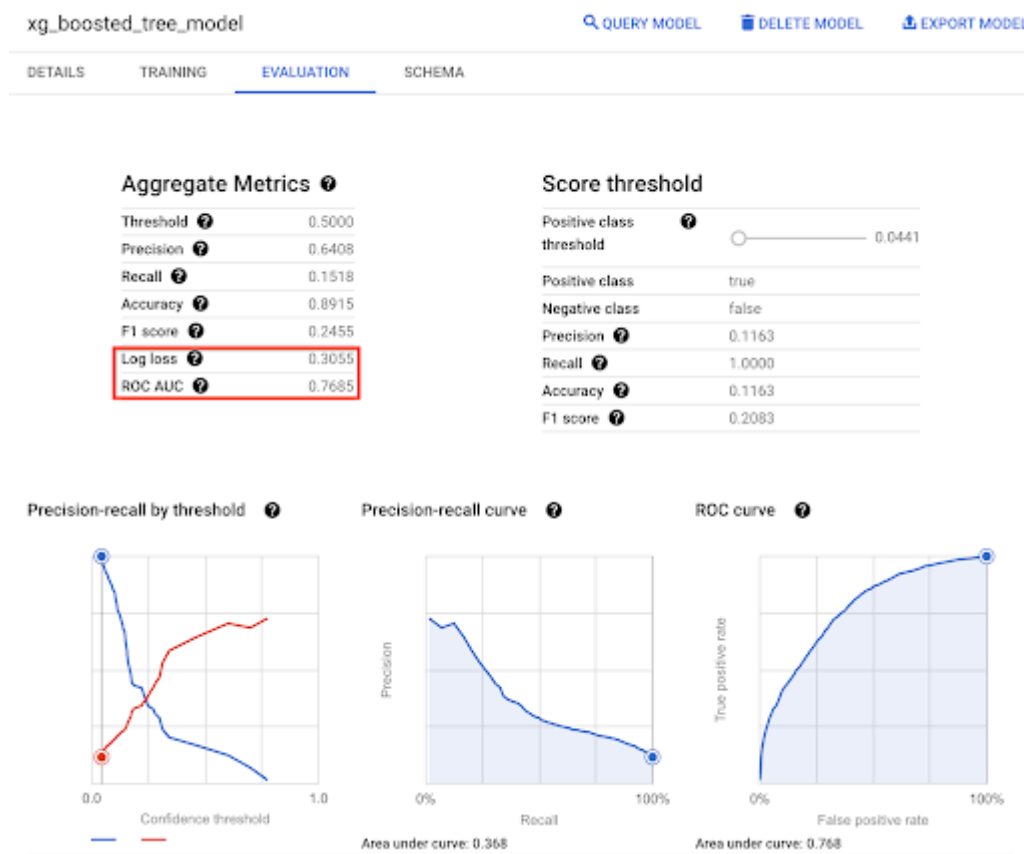 xg_boosted_tree_model
QUERY MODEL
DELETE MODEL
EXPORT MODEL
DETAILS TRAINING EVALUATION SCHEMA
Aggregate Metrics
Threshold 0.5000
Precision 0.6408
Recall 0.1518
Accuracy 0.8915
F1 score 0.2455
Log loss 0.3055
ROC AUC 0.7685
Score threshold
Positive class threshold 0.0441
Positive class true
Negative class false
Precision 0.1163
Recall 1.0000
Accuracy 0.1163
F1 score 0.2083
Precision-recall by threshold
0.0 1.0
Confidence threshold
Precision-recall curve
Precision
0% 100%
Recall
Area under curve: 0.368
ROC curve
True positive rate
0% 100%
False positive rate
Area under curve: 0.768